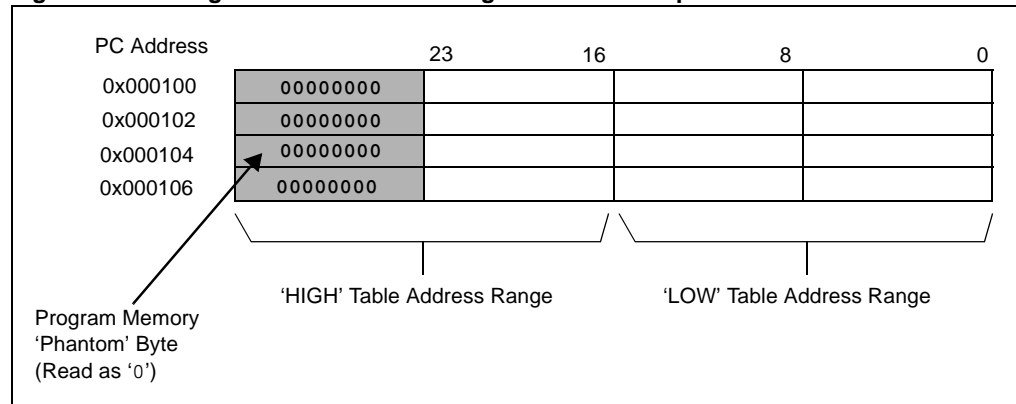 PC Address
23 16 8 0
0x000100 00000000
0x000102 00000000
0x000104 00000000
0x000106 00000000
‘HIGH’ Table Address Range ‘LOW’ Table Address Range
Program Memory
‘Phantom’ Byte
(Read as ‘0’)